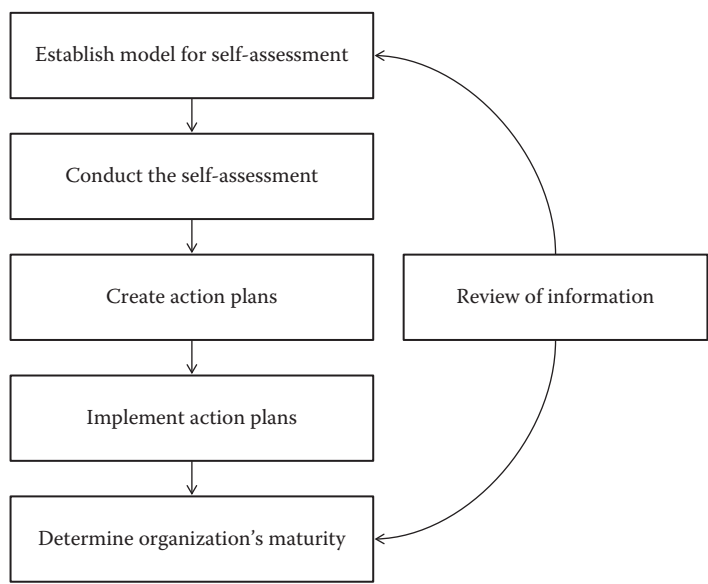 Establish model for self-assessment
Conduct the self-assessment
Create action plans
Review of information
Implement action plans
Determine organization’s maturity